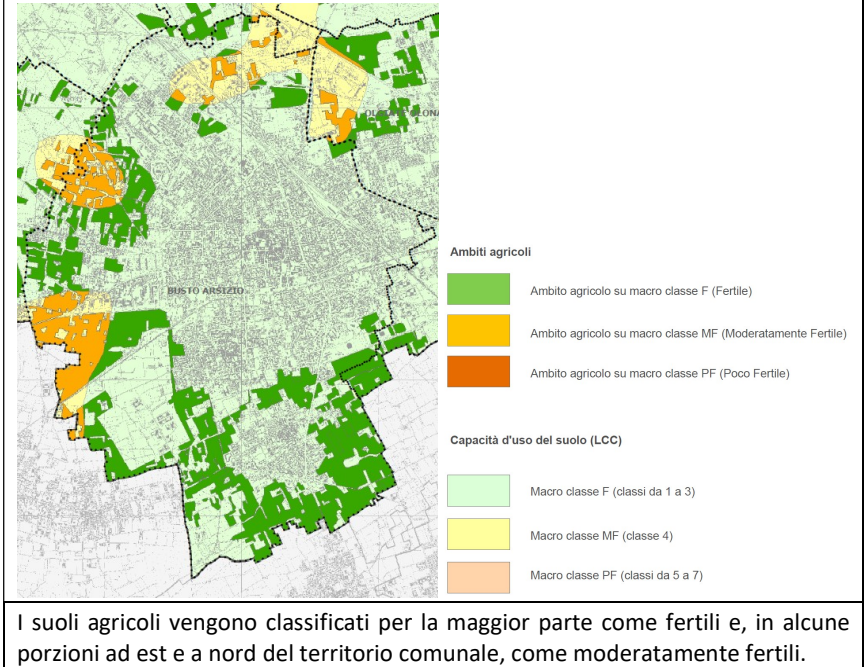 OLONA
BUSTO ARSIZIO
Ambiti agricoli
Ambito agricolo su macro classe F (Fertile)
Ambito agricolo su macro classe MF (Moderatamente Fertile)
Ambito agricolo su macro classe PF (Poco Fertile)
Capacità d'uso del suolo (LCC)
Macro classe F (classi da 1 a 3)
Macro classe MF (classe 4)
Macro classe PF (classi da 5 a 7)
I suoli agricoli vengono classificati per la maggior parte come fertili e, in alcune
porzioni ad est e a nord del territorio comunale, come moderatamente fertili.